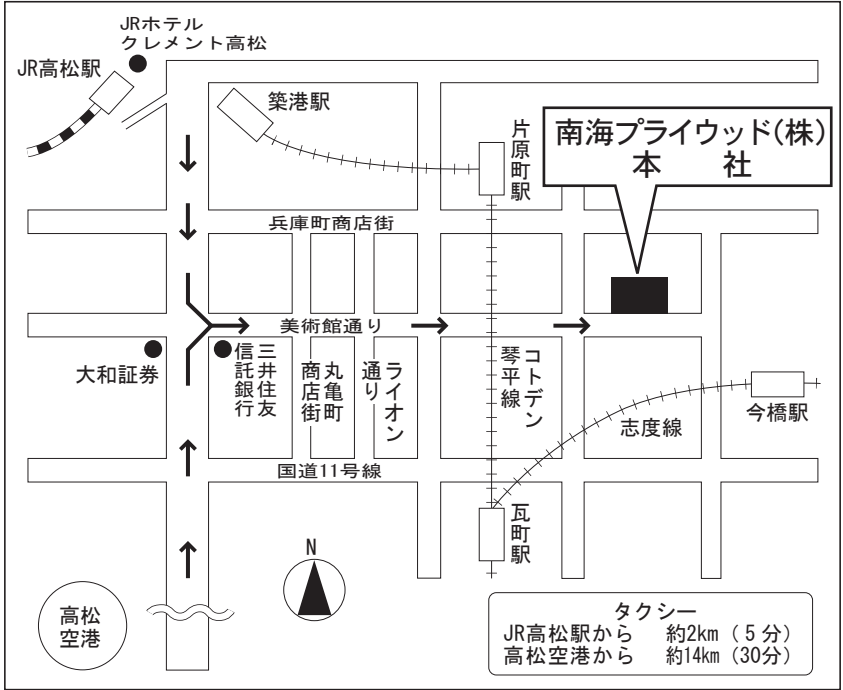 JRホテル
クレメント高松
JR高松駅
築港駅
片原町駅
南海プライウッド(株)
本　社
兵庫町商店街
美術館通り
大和証券
三井住友
信託銀行
丸亀町
商店街
ライオン
通り
コトデン
琴平線
志度線
今橋駅
国道11号線
瓦町駅
N
高松
空港
タクシー
JR高松駅から　約2km（5分）
高松空港から　約14km（30分）